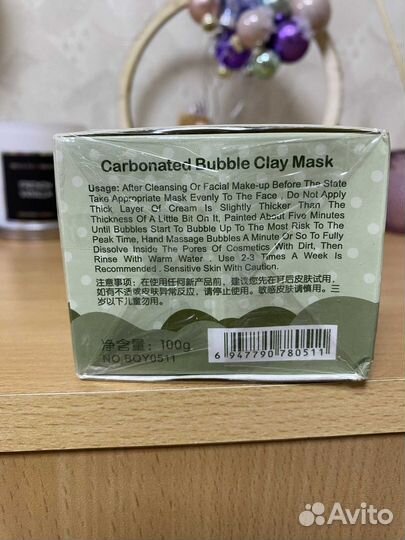 Carbonated Bubble Clay Mask
Usage: After Cleansing Or Facial Make-up Before The State
Take Appropriate Mask Evenly To The Face , Do Not Apply
Thick Layer Of Cream Is Slightly Thicker Than The
Thickness Of A Little Bit On It, Painted About Five Minutes
Until Bubbles Start To Bubble Up To The Most Risk To The
Peak Time, Hand Massage Bubbles A Minute Or So To Fully
Dissolve Inside The Pores Of Cosmetics With Dirt, Then
Rinse With Warm Water . Use 2-3 Times A Week Is
Recommended . Sensitive Skin With Caution.
注意事项：在使用任何新产品前，建议您先在耳后皮肤试用，
如有不适或皮肤异常反应，请停止使用。敏感皮肤请慎用。三
岁以下儿童勿用。
净含量：100g
NO.BQY0511
6 947790 780511
Avito